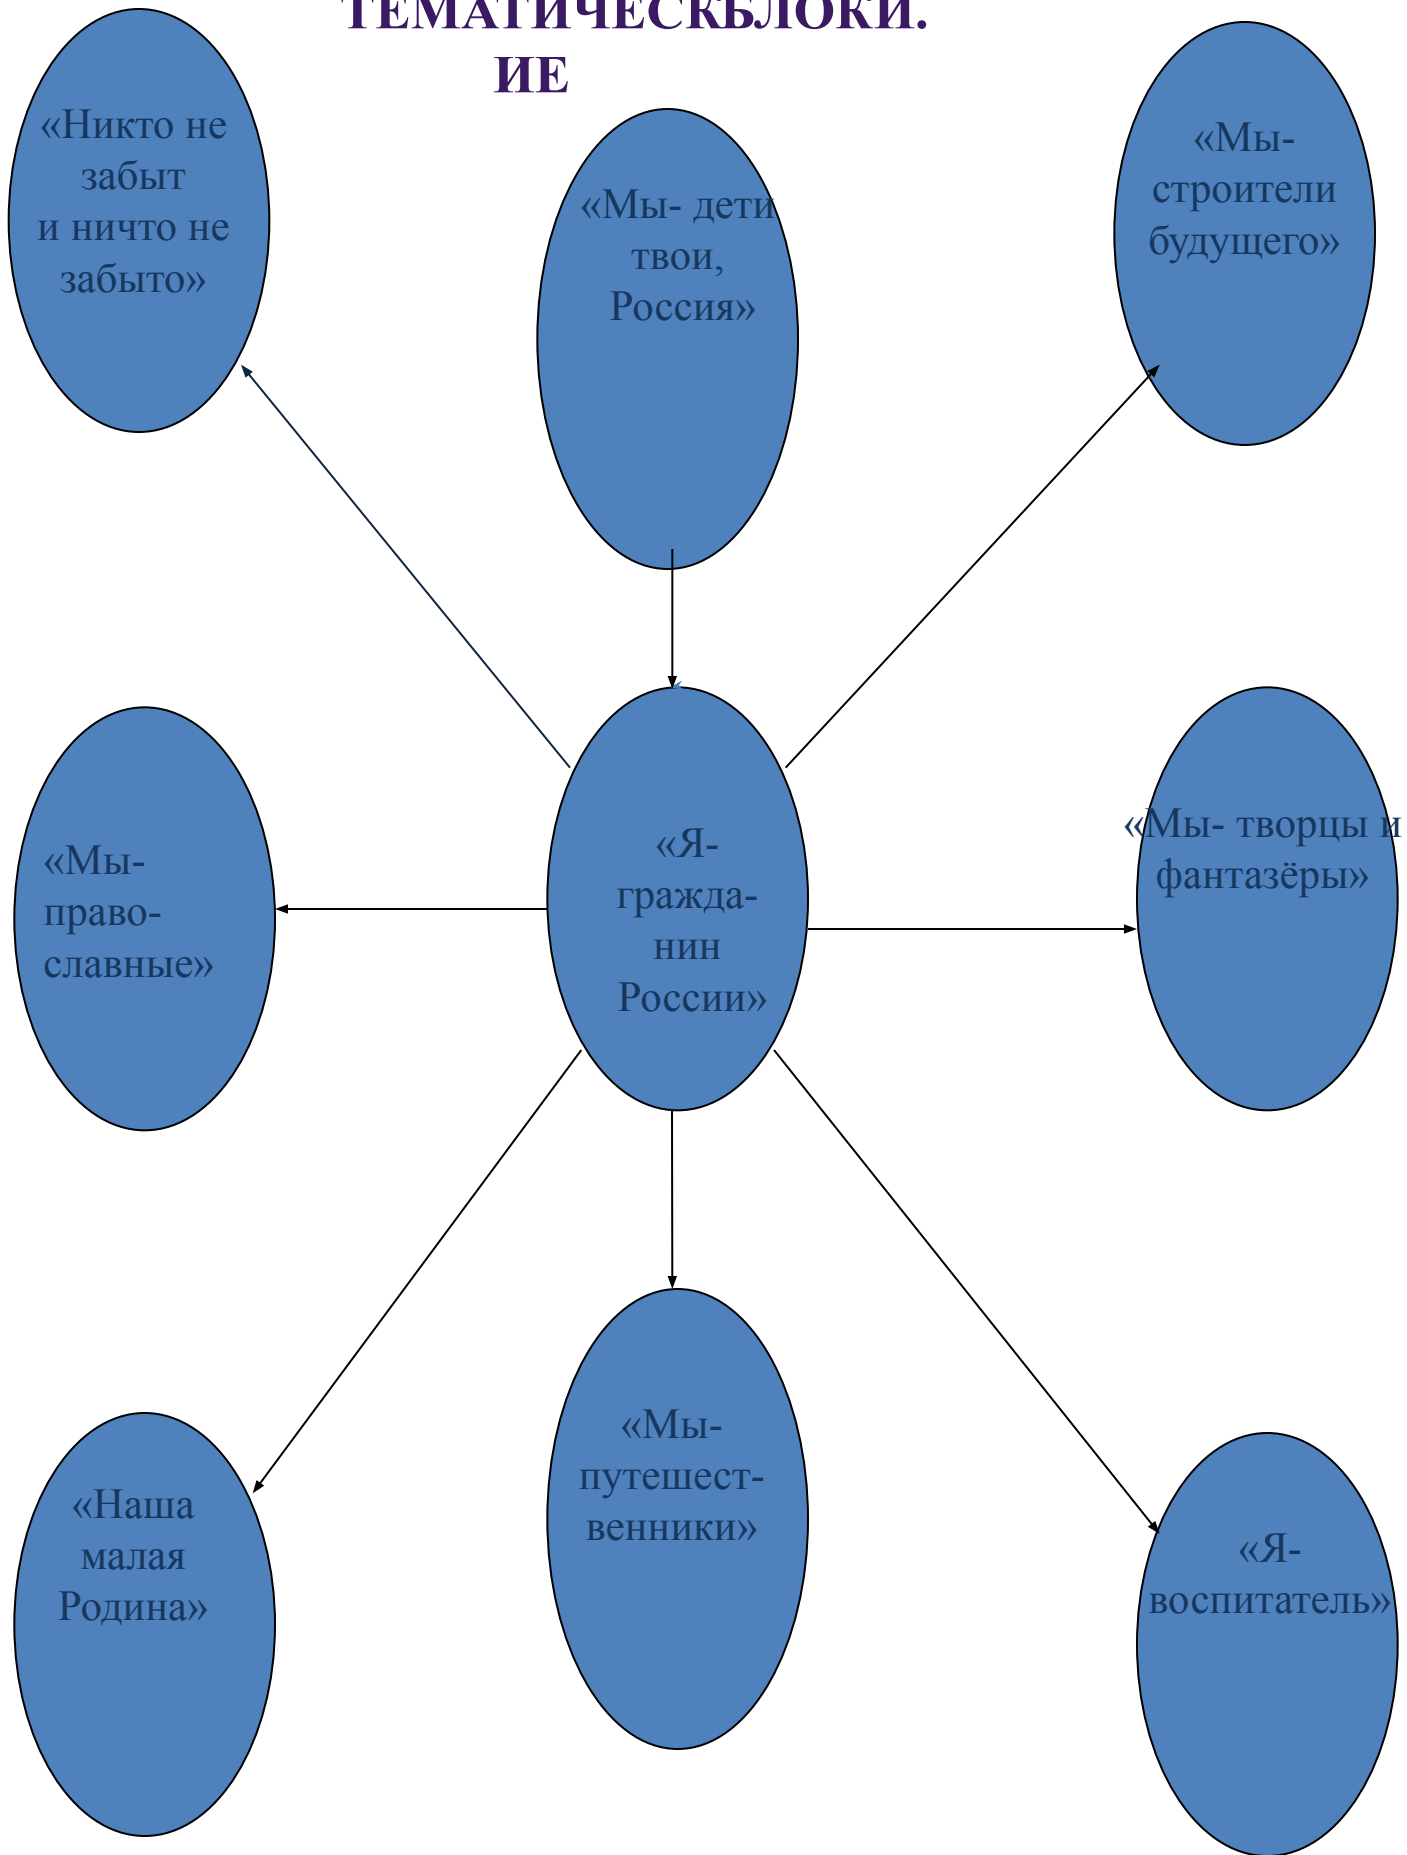 ТЕМАТИЧЕСКБЛОКИ.
ИЕ
«Никто не
забыт
и ничто не
забыто»
«Мы- дети
твои,
Россия»
«Мы-
строители
будущего»
«Мы-
право-
славные»
«Я-
гражда-
нин
России»
«Мы- творцы и
фантазёры»
«Наша
малая
Родина»
«Мы-
путешест-
венники»
«Я-
воспитатель»